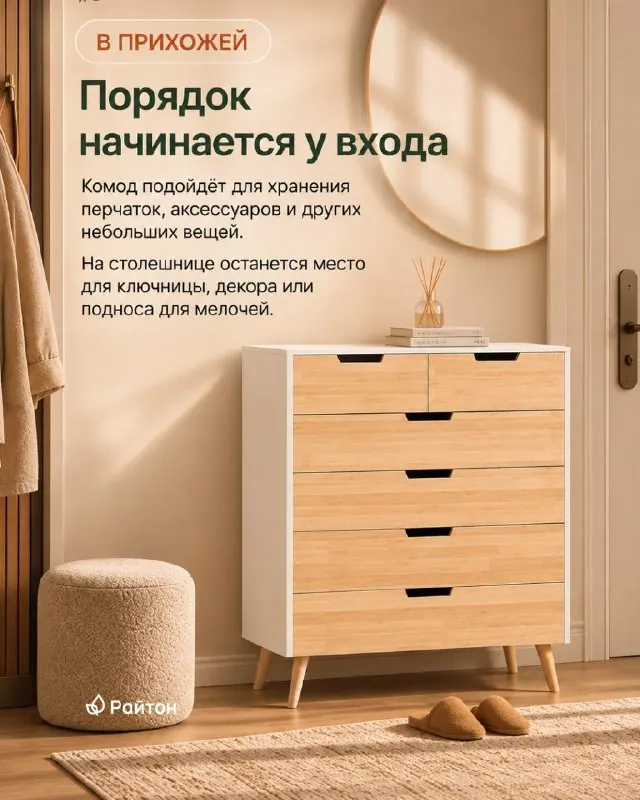 В ПРИХОЖЕЙ
Порядок
начинается у входа
Комод подойдёт для хранения
перчаток, аксессуаров и других
небольших вещей.
На столешнице останется место
для ключницы, декора или
подноса для мелочей.
Райтон